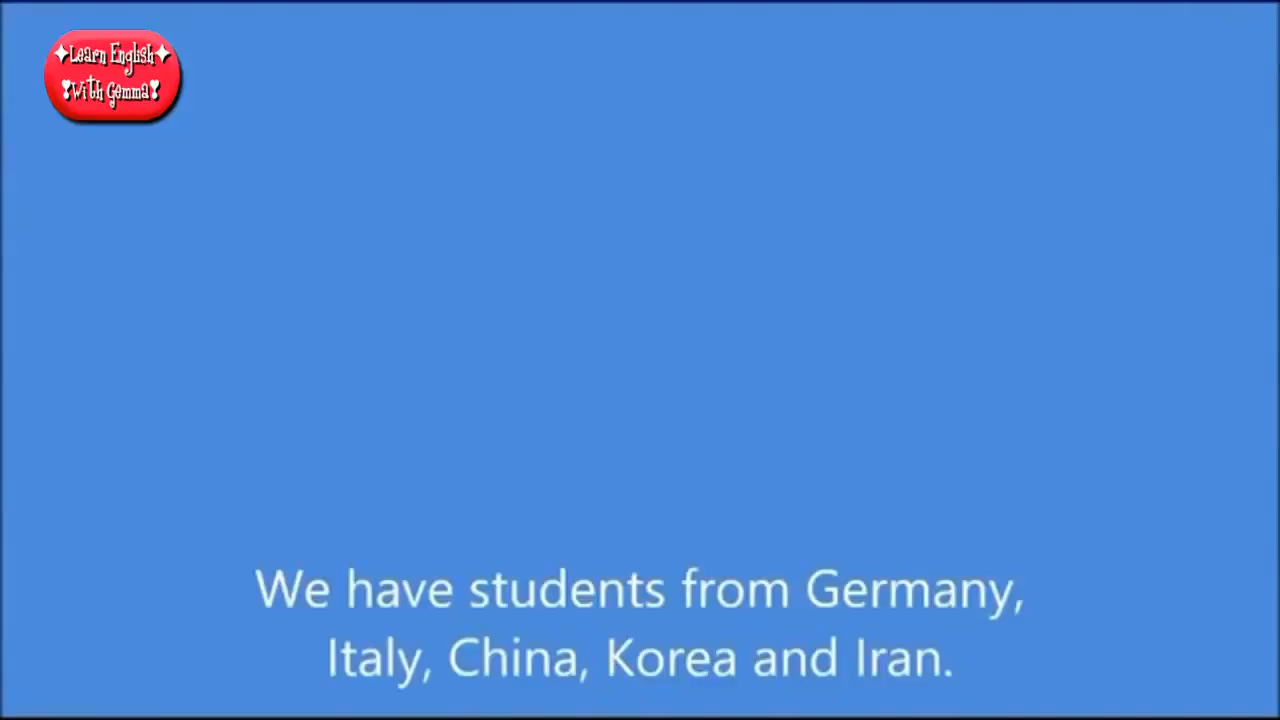 Learn English
With Gemma
We have students from Germany,
Italy, China, Korea and Iran.